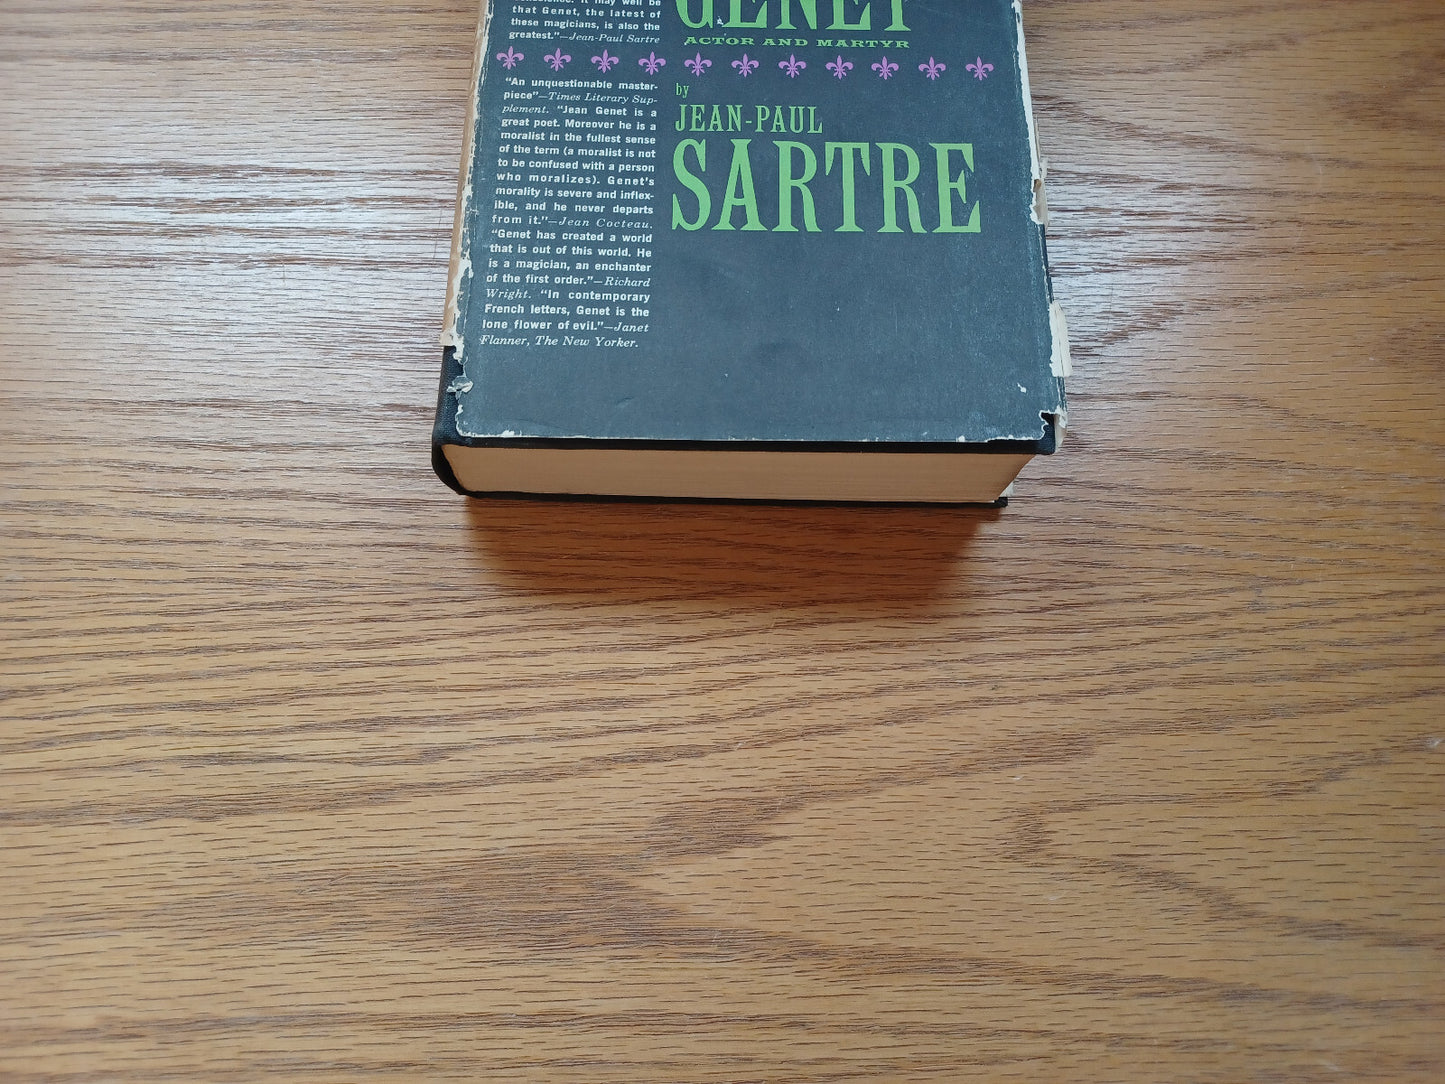 It may well be
that Genet, the latest of
these magicians, is also the
greatest."—Jean-Paul Sartre
GENET
ACTOR AND MARTYR
"An unquestionable master-
piece"—Times Literary Sup-
plement. "Jean Genet is a
great poet. Moreover he is a
moralist in the fullest sense
of the term (a moralist is not
to be confused with a person
who moralizes). Genet's
morality is severe and inflex-
ible, and he never departs
from it."—Jean Cocteau.
"Genet has created a world
that is out of this world. He
is a magician, an enchanter
of the first order."—Richard
Wright. "In contemporary
French letters, Genet is the
lone flower of evil."—Janet
Flanner, The New Yorker.
by
JEAN-PAUL
SARTRE